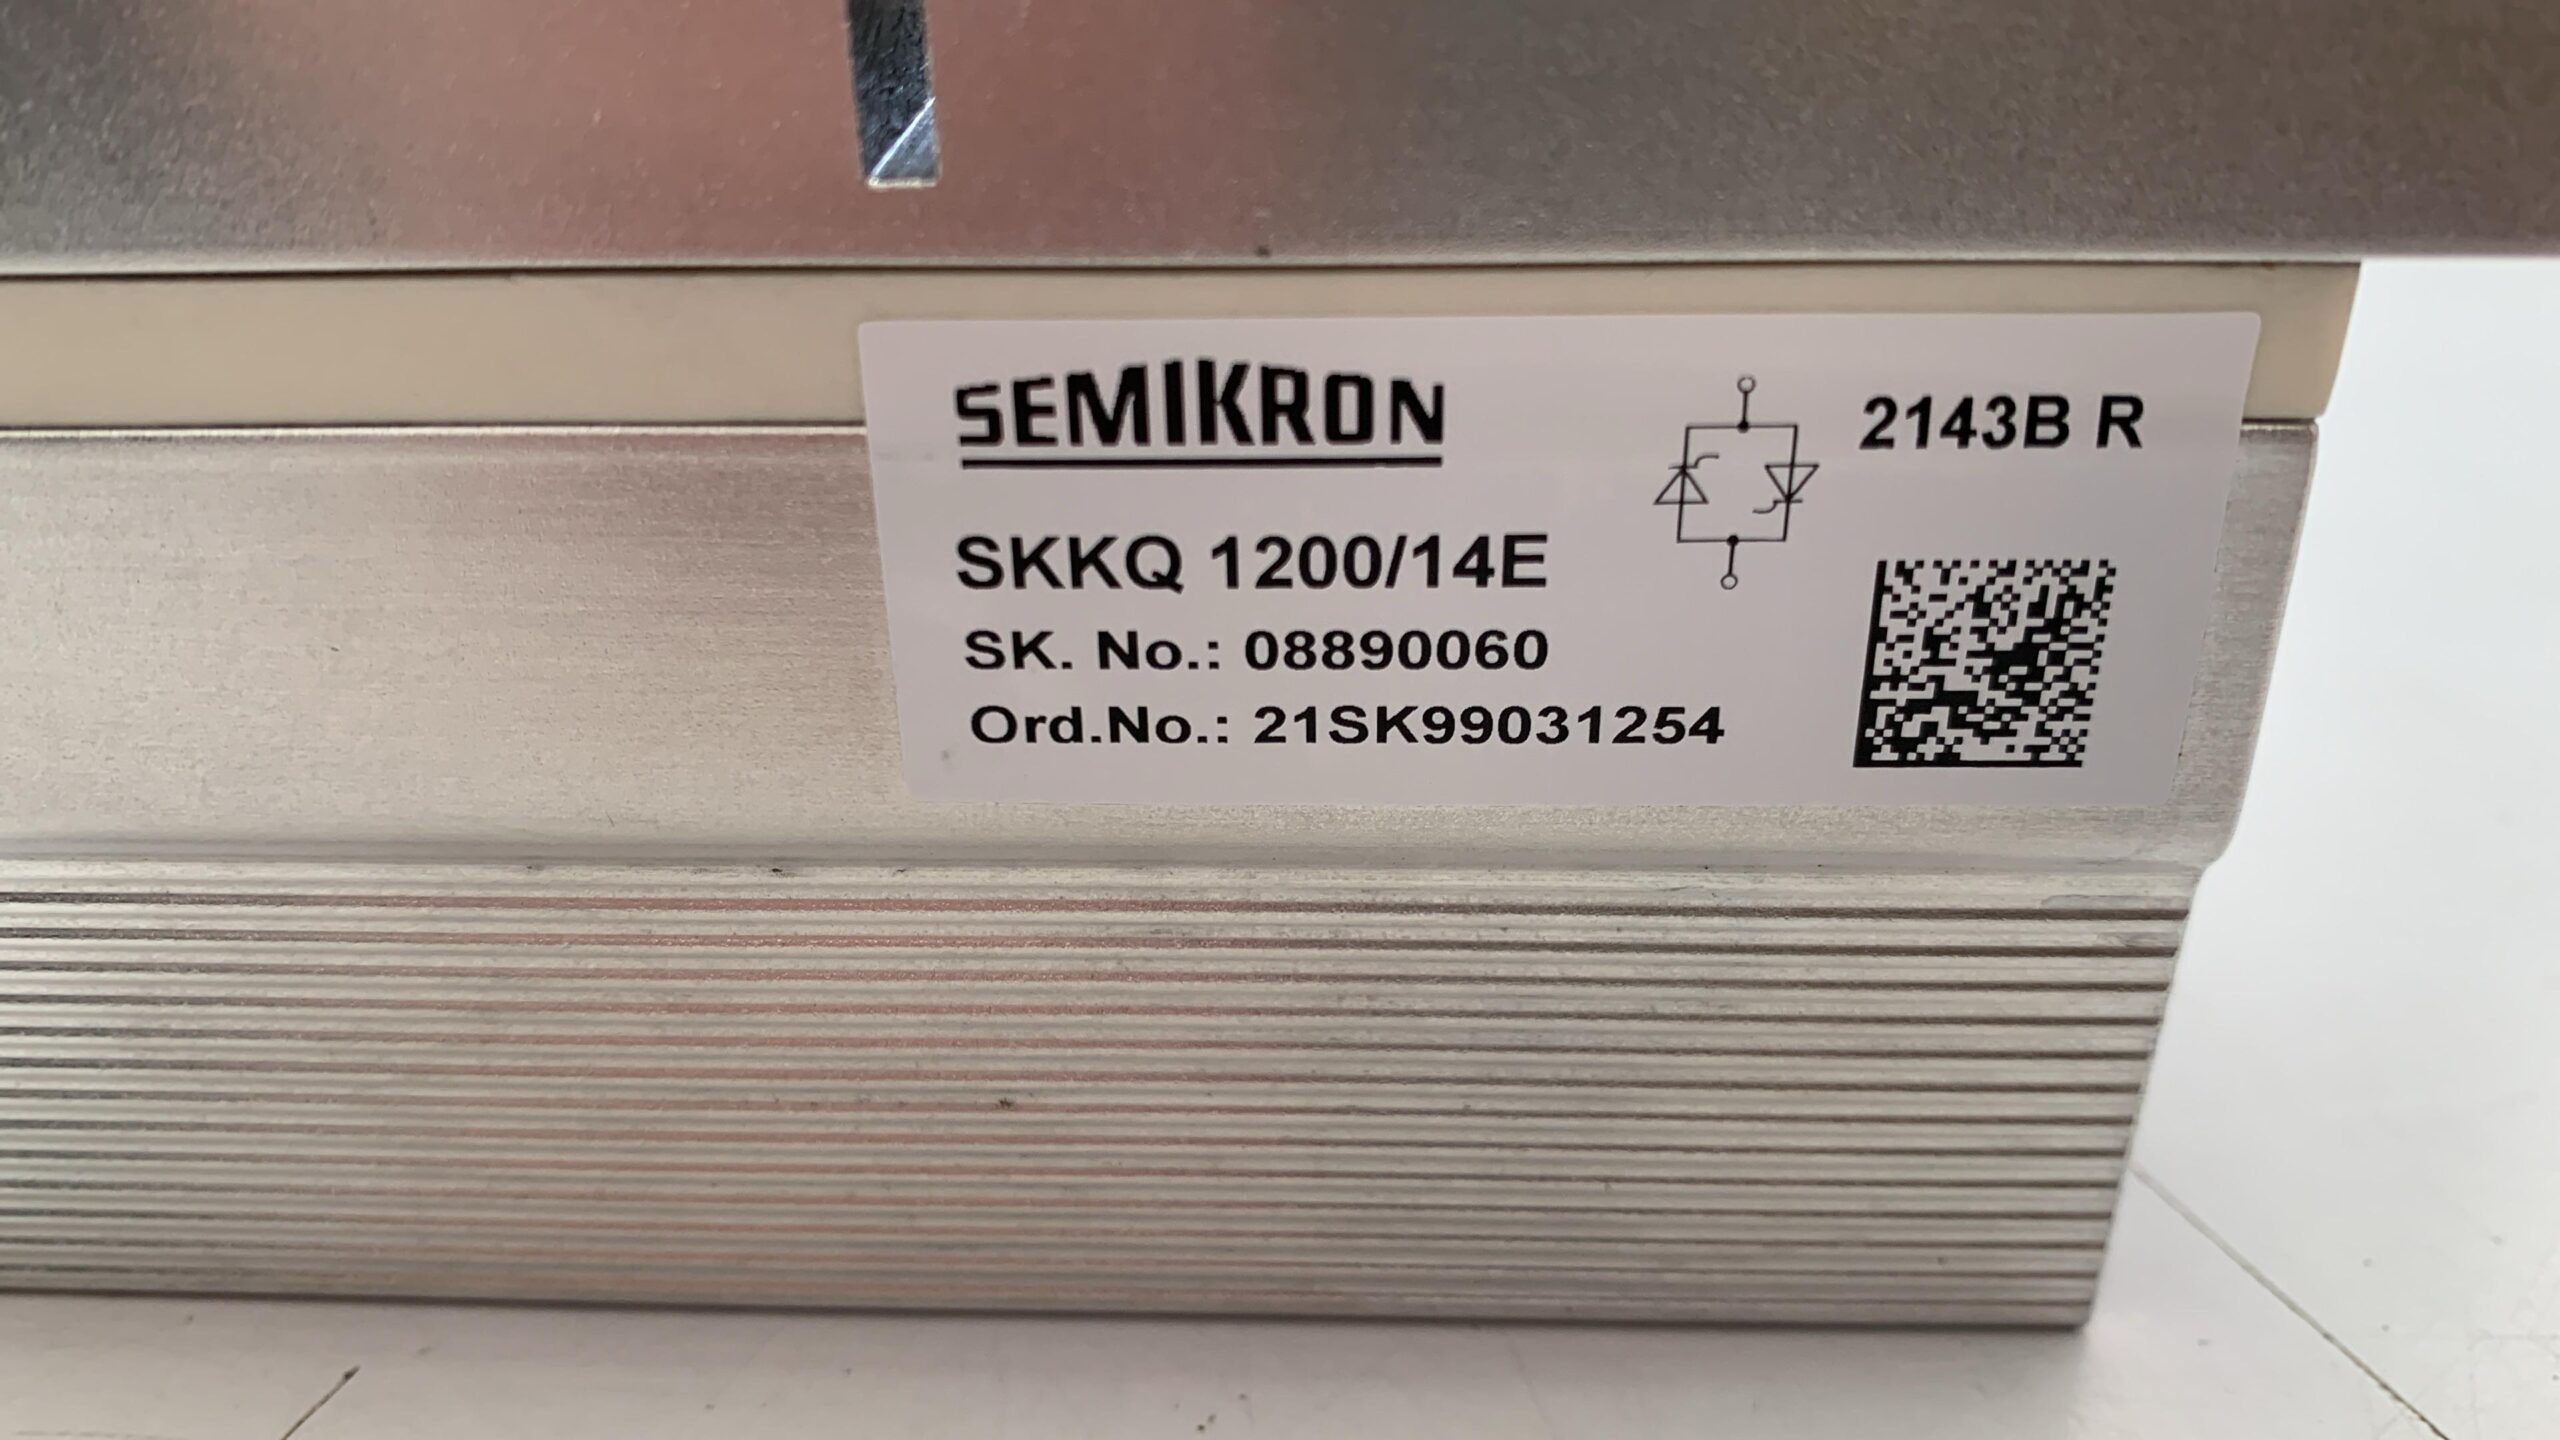 SEMIKRON
2143B R
SKKQ 1200/14E
SK. No.: 08890060
Ord.No.: 21SK99031254